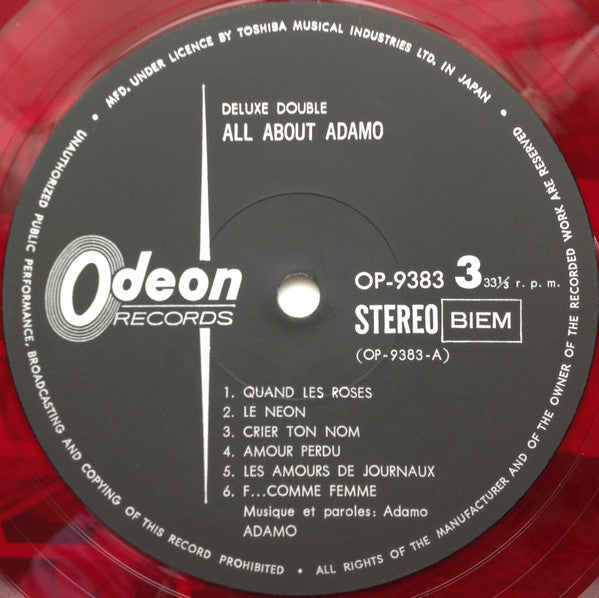 • MFD. UNDER LICENCE BY TOSHIBA MUSICAL INDUSTRIES LTD. IN JAPAN •
DELUXE DOUBLE
ALL ABOUT ADAMO
Odeon
RECORDS
OP-9383 3 33⅓ r. p. m.
STEREO BIEM
(OP-9383-A)
1. QUAND LES ROSES
2. LE NEON
3. CRIER TON NOM
4. AMOUR PERDU
5. LES AMOURS DE JOURNAUX
6. F...COMME FEMME
Musique et paroles: Adamo
ADAMO
UNAUTHORIZED PUBLIC PERFORMANCE, BROADCASTING AND COPYING OF THIS RECORD PROHIBITED • ALL RIGHTS OF THE MANUFACTURER AND OF THE OWNER OF THE RECORDED WORK ARE RESERVED